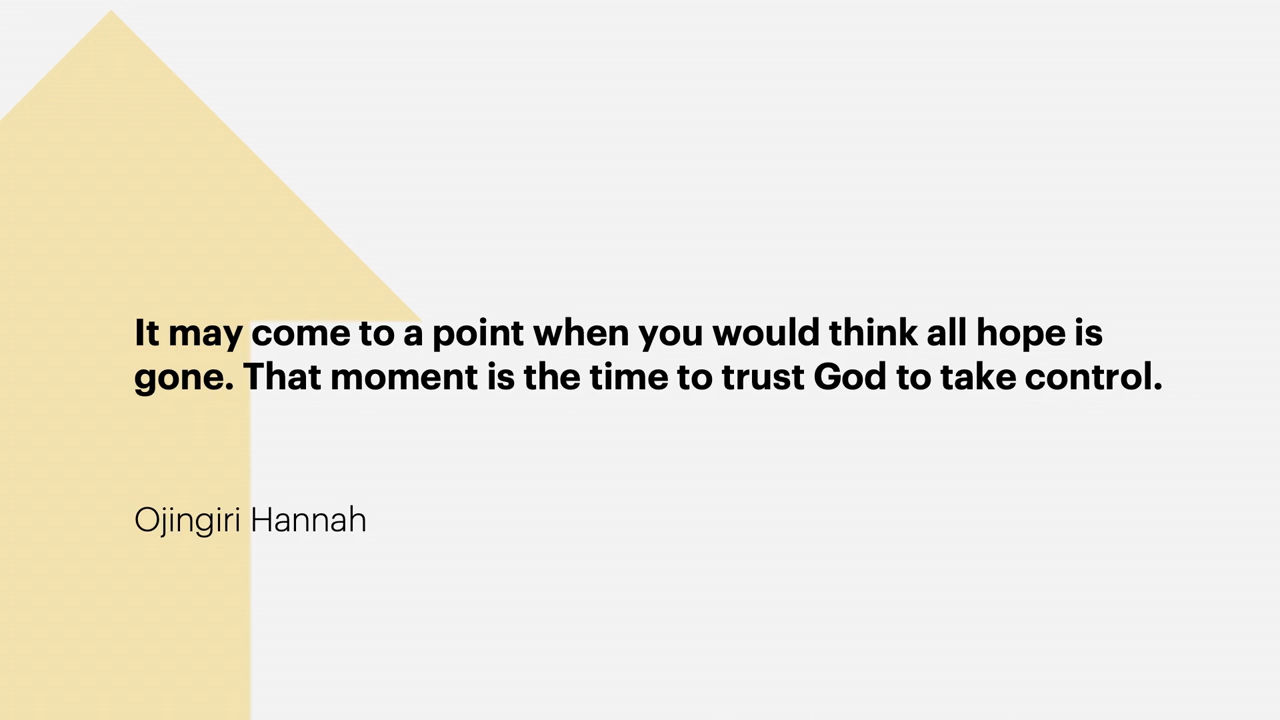 It may come to a point when you would think all hope is
gone. That moment is the time to trust God to take control.
Ojingiri Hannah